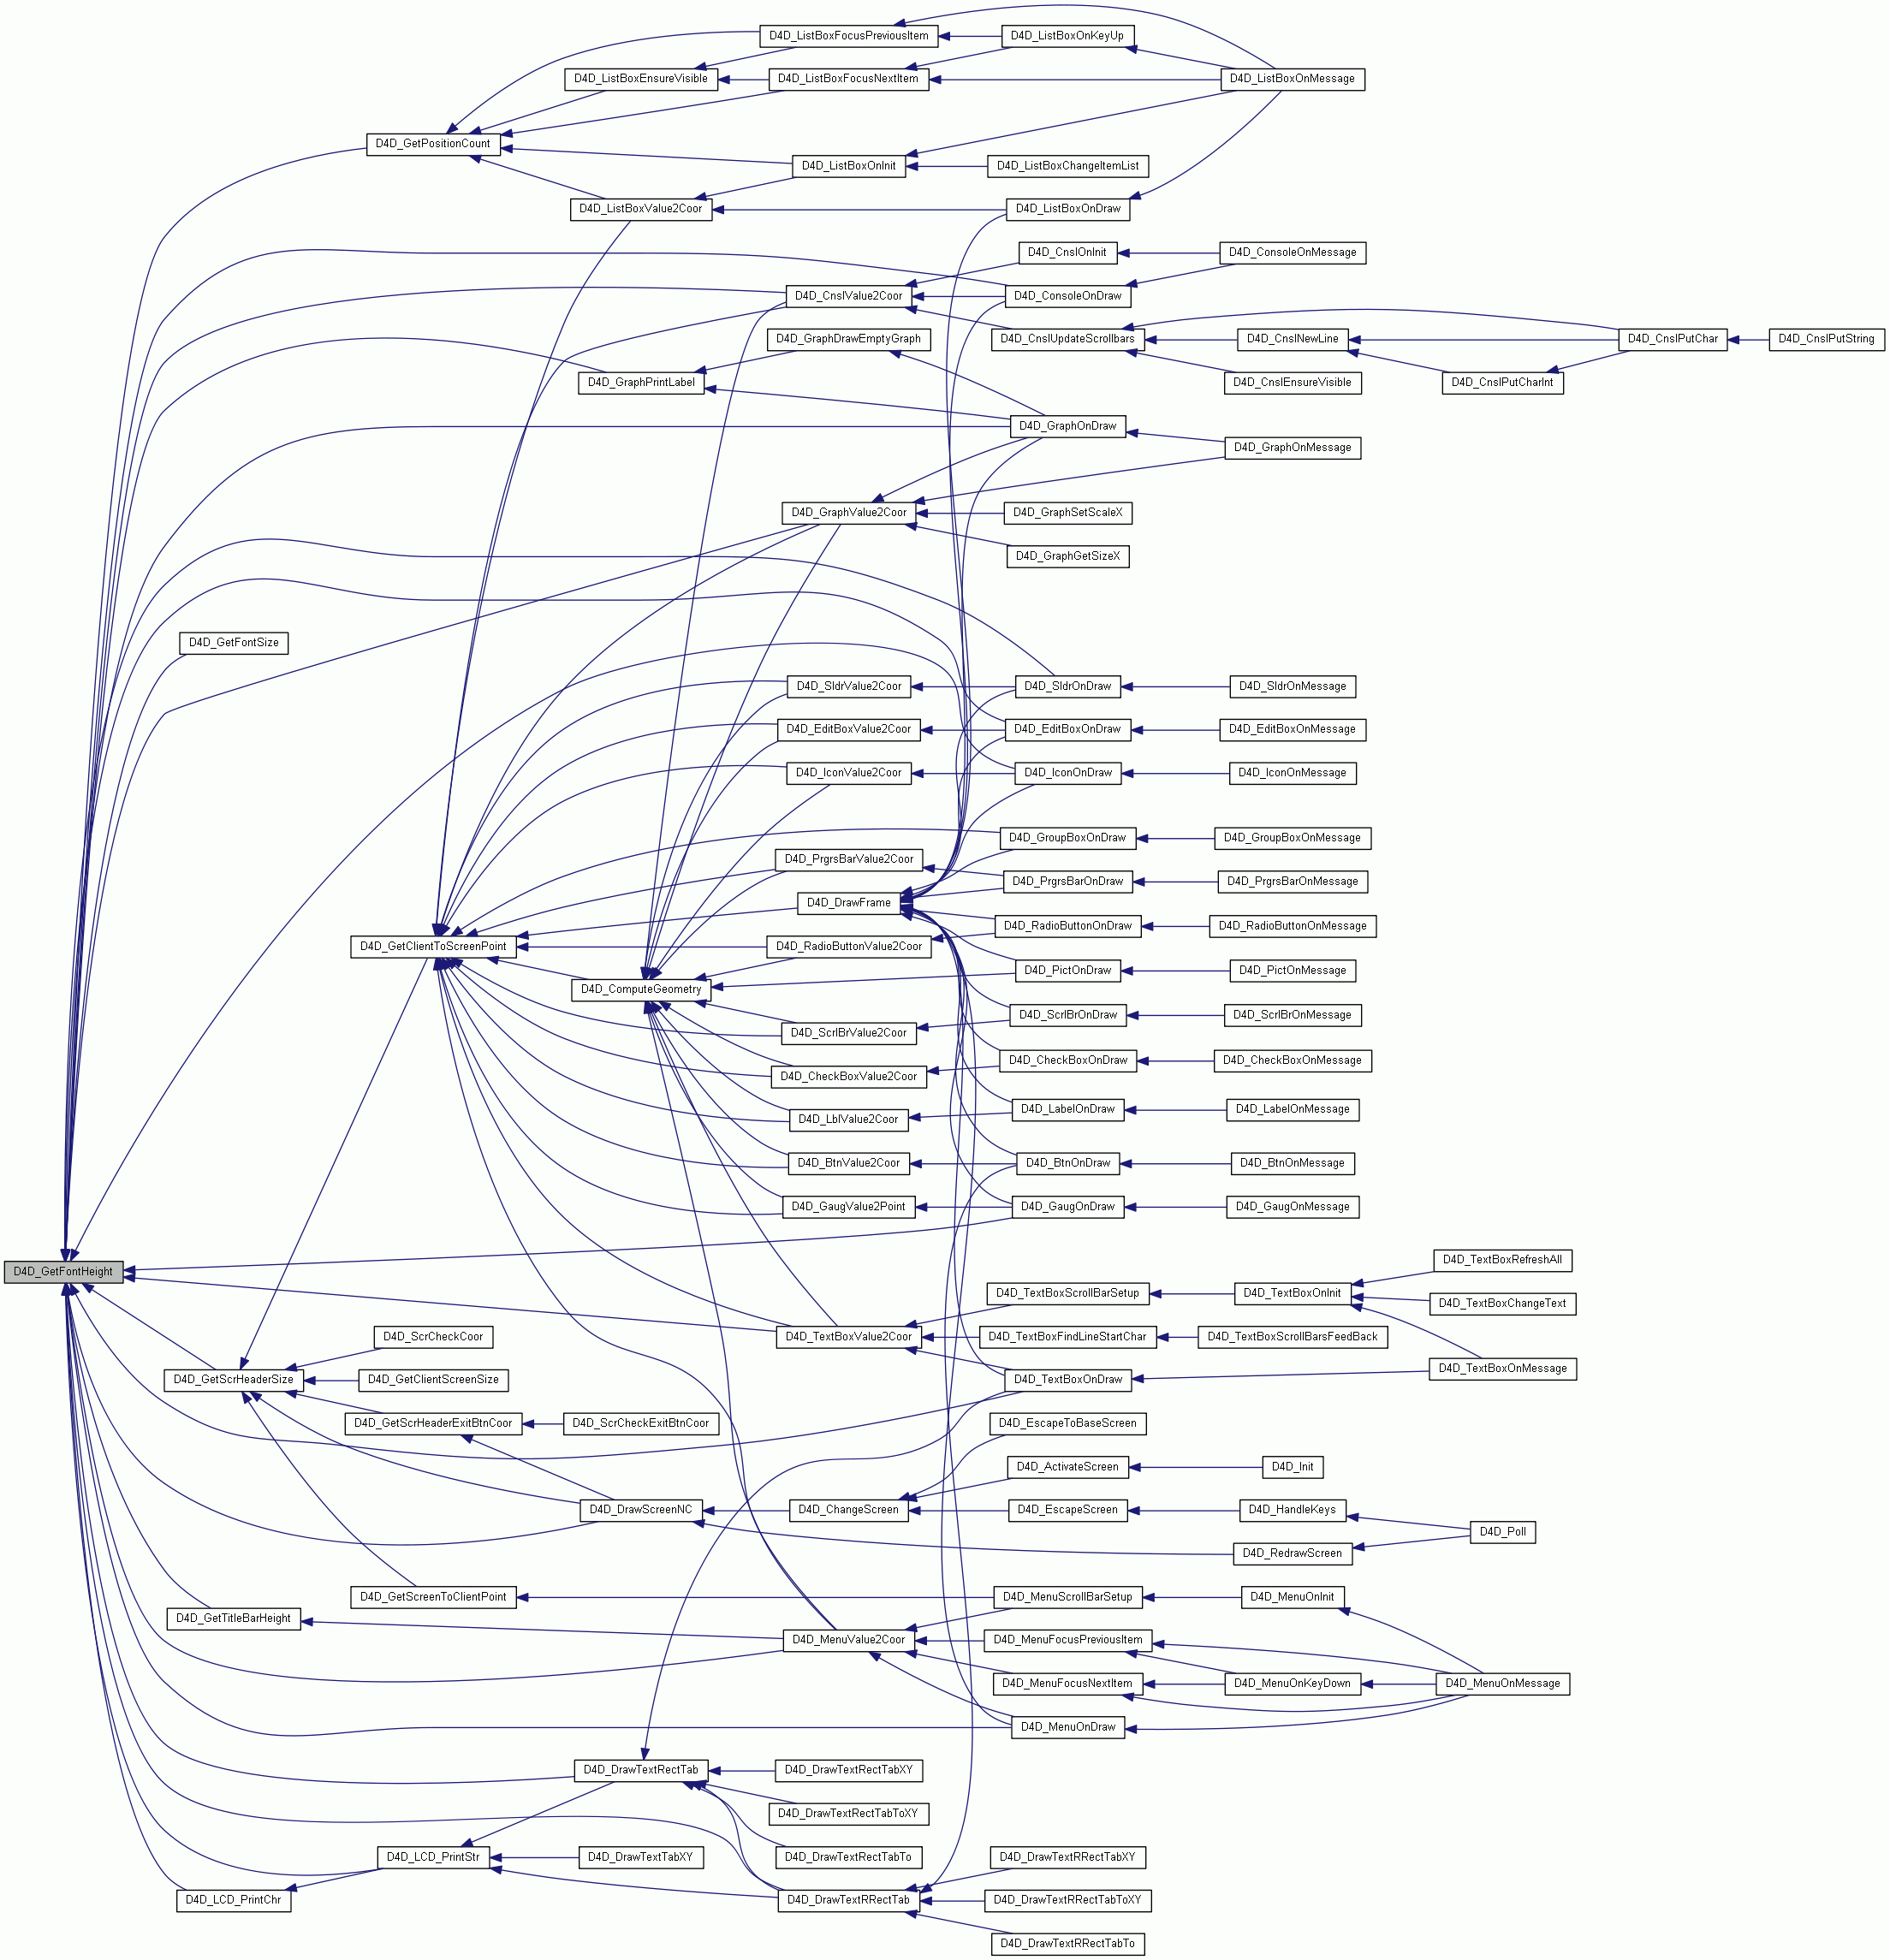 D4D_ListBoxFocusPreviousItem
D4D_ListBoxOnKeyUp
D4D_ListBoxEnsureVisible
D4D_ListBoxFocusNextItem
D4D_ListBoxOnMessage
D4D_GetPositionCount
D4D_ListBoxOnInit
D4D_ListBoxChangeItemList
D4D_ListBoxValue2Coor
D4D_ListBoxOnDraw
D4D_CnslOnInit
D4D_ConsoleOnMessage
D4D_CnslValue2Coor
D4D_ConsoleOnDraw
D4D_GraphDrawEmptyGraph
D4D_CnslUpdateScrollbars
D4D_CnslNewLine
D4D_CnslPutChar
D4D_CnslPutString
D4D_GraphPrintLabel
D4D_CnslEnsureVisible
D4D_CnslPutCharInt
D4D_GraphOnDraw
D4D_GraphOnMessage
D4D_GraphValue2Coor
D4D_GraphSetScaleX
D4D_GraphGetSizeX
D4D_GetFontSize
D4D_SldrValue2Coor
D4D_SldrOnDraw
D4D_SldrOnMessage
D4D_EditBoxValue2Coor
D4D_EditBoxOnDraw
D4D_EditBoxOnMessage
D4D_IconValue2Coor
D4D_IconOnDraw
D4D_IconOnMessage
D4D_GroupBoxOnDraw
D4D_GroupBoxOnMessage
D4D_PrgrsBarValue2Coor
D4D_PrgrsBarOnDraw
D4D_PrgrsBarOnMessage
D4D_DrawFrame
D4D_RadioButtonOnDraw
D4D_RadioButtonOnMessage
D4D_GetClientToScreenPoint
D4D_RadioButtonValue2Coor
D4D_PictOnDraw
D4D_PictOnMessage
D4D_ComputeGeometry
D4D_ScrlBrOnDraw
D4D_ScrlBrOnMessage
D4D_ScrlBrValue2Coor
D4D_CheckBoxOnDraw
D4D_CheckBoxOnMessage
D4D_CheckBoxValue2Coor
D4D_LabelOnDraw
D4D_LabelOnMessage
D4D_LblValue2Coor
D4D_BtnValue2Coor
D4D_BtnOnDraw
D4D_BtnOnMessage
D4D_GaugValue2Point
D4D_GaugOnDraw
D4D_GaugOnMessage
D4D_GetFontHeight
D4D_TextBoxRefreshAll
D4D_TextBoxScrollBarSetup
D4D_TextBoxOnInit
D4D_TextBoxChangeText
D4D_ScrCheckCoor
D4D_TextBoxValue2Coor
D4D_TextBoxFindLineStartChar
D4D_TextBoxScrollBarsFeedBack
D4D_TextBoxOnMessage
D4D_GetScrHeaderSize
D4D_GetClientScreenSize
D4D_TextBoxOnDraw
D4D_GetScrHeaderExitBtnCoor
D4D_ScrCheckExitBtnCoor
D4D_EscapeToBaseScreen
D4D_ActivateScreen
D4D_Init
D4D_DrawScreenNC
D4D_ChangeScreen
D4D_EscapeScreen
D4D_HandleKeys
D4D_Poll
D4D_RedrawScreen
D4D_GetScreenToClientPoint
D4D_MenuScrollBarSetup
D4D_MenuOnInit
D4D_GetTitleBarHeight
D4D_MenuValue2Coor
D4D_MenuFocusPreviousItem
D4D_MenuFocusNextItem
D4D_MenuOnKeyDown
D4D_MenuOnMessage
D4D_MenuOnDraw
D4D_DrawTextRectTab
D4D_DrawTextRectTabXY
D4D_DrawTextRectTabToXY
D4D_LCD_PrintStr
D4D_DrawTextTabXY
D4D_DrawTextRectTabTo
D4D_DrawTextRRectTabXY
D4D_LCD_PrintChr
D4D_DrawTextRRectTab
D4D_DrawTextRRectTabToXY
D4D_DrawTextRRectTabTo